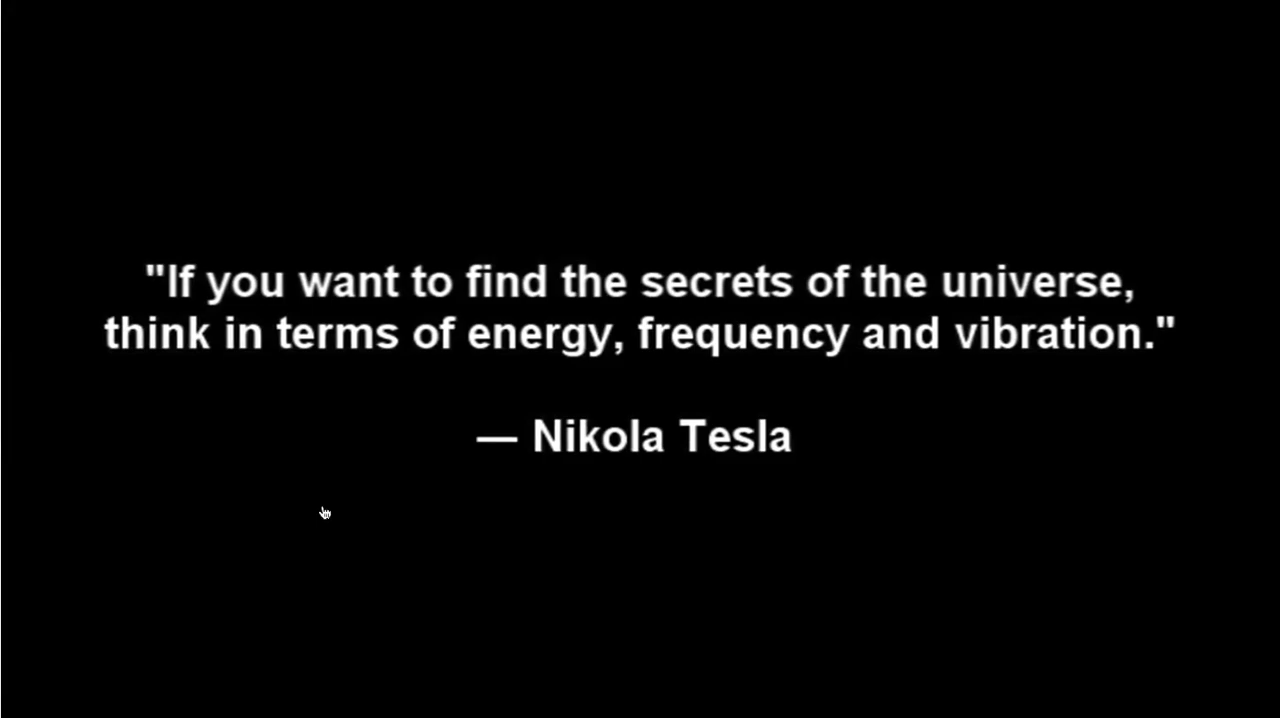 "If you want to find the secrets of the universe,
think in terms of energy, frequency and vibration."
— Nikola Tesla